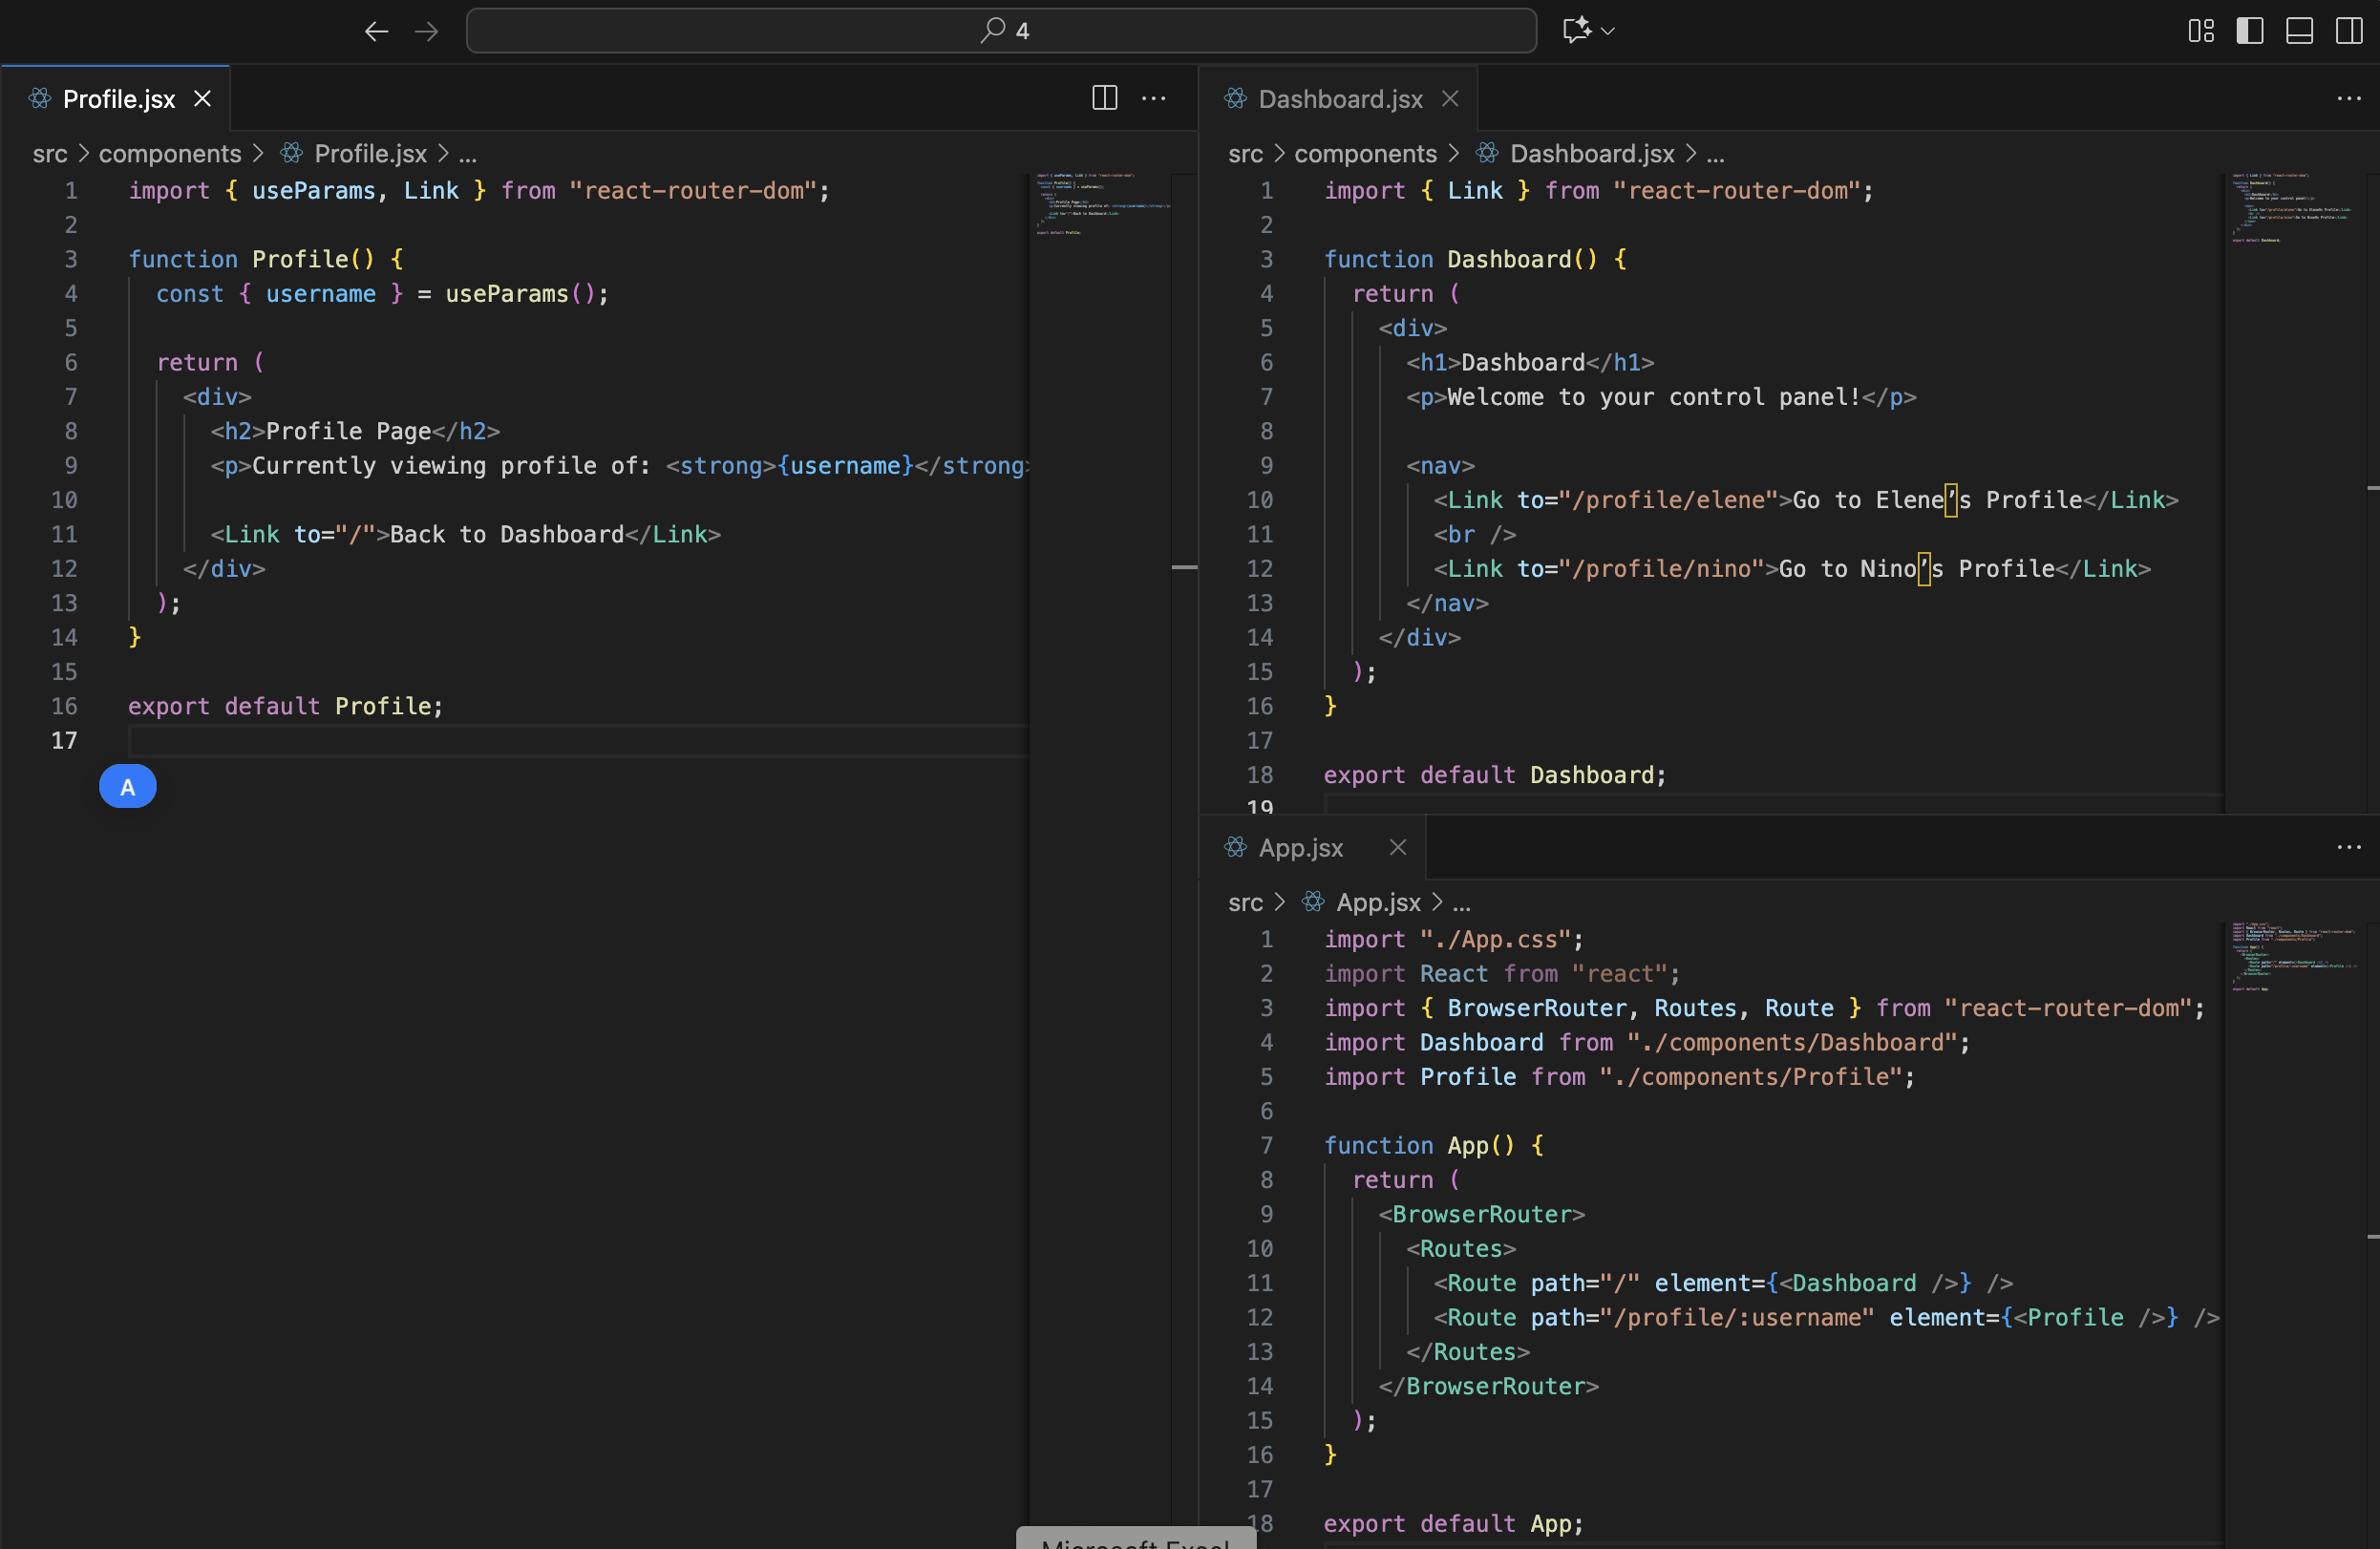 4
Profile.jsx
src > components > Profile.jsx > ...
1 import { useParams, Link } from "react-router-dom";
2
3 function Profile() {
4 const { username } = useParams();
5
6 return (
7 <div>
8 <h2>Profile Page</h2>
9 <p>Currently viewing profile of: <strong>{username}</strong>
10
11 <Link to="/">Back to Dashboard</Link>
12 </div>
13 );
14 }
15
16 export default Profile;
17
A
Dashboard.jsx
src > components > Dashboard.jsx > ...
1 import { Link } from "react-router-dom";
2
3 function Dashboard() {
4 return (
5 <div>
6 <h1>Dashboard</h1>
7 <p>Welcome to your control panel!</p>
8
9 <nav>
10 <Link to="/profile/elene">Go to Elene’s Profile</Link>
11 <br />
12 <Link to="/profile/nino">Go to Nino’s Profile</Link>
13 </nav>
14 </div>
15 );
16 }
17
18 export default Dashboard;
19
App.jsx
src > App.jsx > ...
1 import "./App.css";
2 import React from "react";
3 import { BrowserRouter, Routes, Route } from "react-router-dom";
4 import Dashboard from "./components/Dashboard";
5 import Profile from "./components/Profile";
6
7 function App() {
8 return (
9 <BrowserRouter>
10 <Routes>
11 <Route path="/" element={<Dashboard />} />
12 <Route path="/profile/:username" element={<Profile />} />
13 </Routes>
14 </BrowserRouter>
15 );
16 }
17
18 export default App;
Microsoft Excel